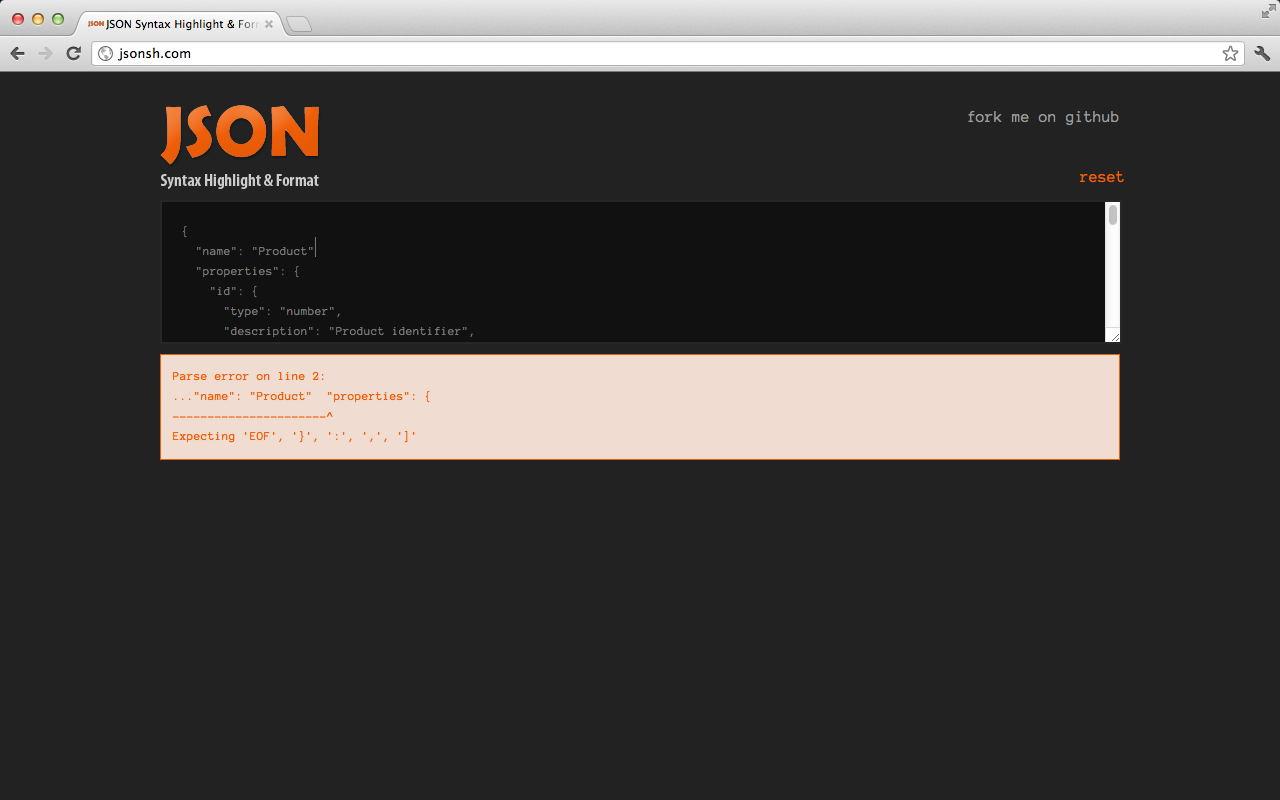 JSON JSON Syntax Highlight & For
jsonsh.com
JSON
fork me on github
Syntax Highlight & Format
reset
{
"name": "Product"
"properties": {
"id": {
"type": "number",
"description": "Product identifier",
Parse error on line 2:
..."name": "Product"  "properties": {
----------------------^
Expecting 'EOF', '}', ':', ',', ']'